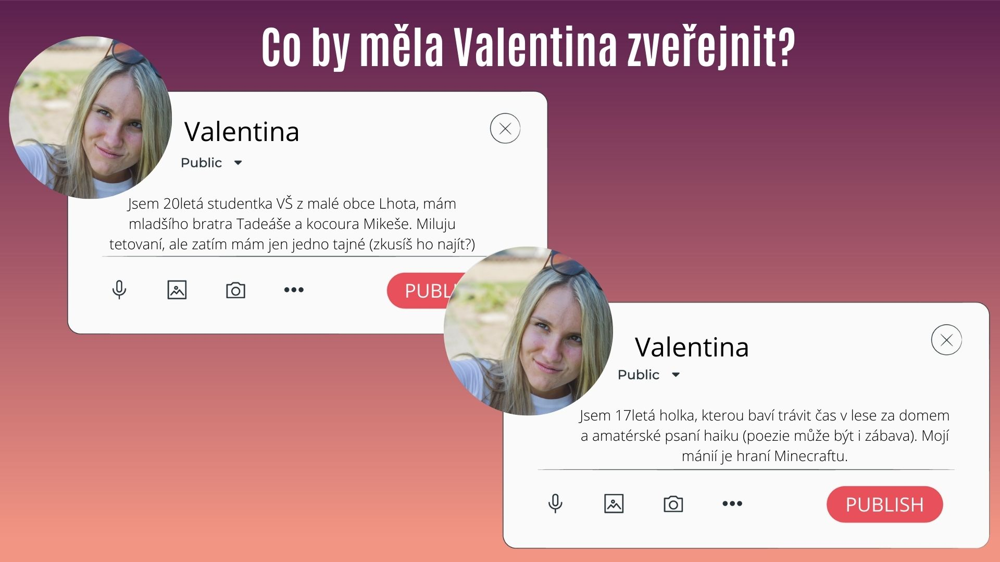 Co by měla Valentina zveřejnit?
Valentina
Public
Jsem 20letá studentka VŠ z malé obce Lhota, mám
mladšího bratra Tadeáše a kocoura Mikeše. Miluju
tetovaní, ale zatím mám jen jedno tajné (zkusíš ho najít?)
PUBL
Valentina
Public
Jsem 17letá holka, kterou baví trávit čas v lese za domem
a amatérské psaní haiku (poezie může být i zábava). Mojí
mánií je hraní Minecraftu.
PUBLISH